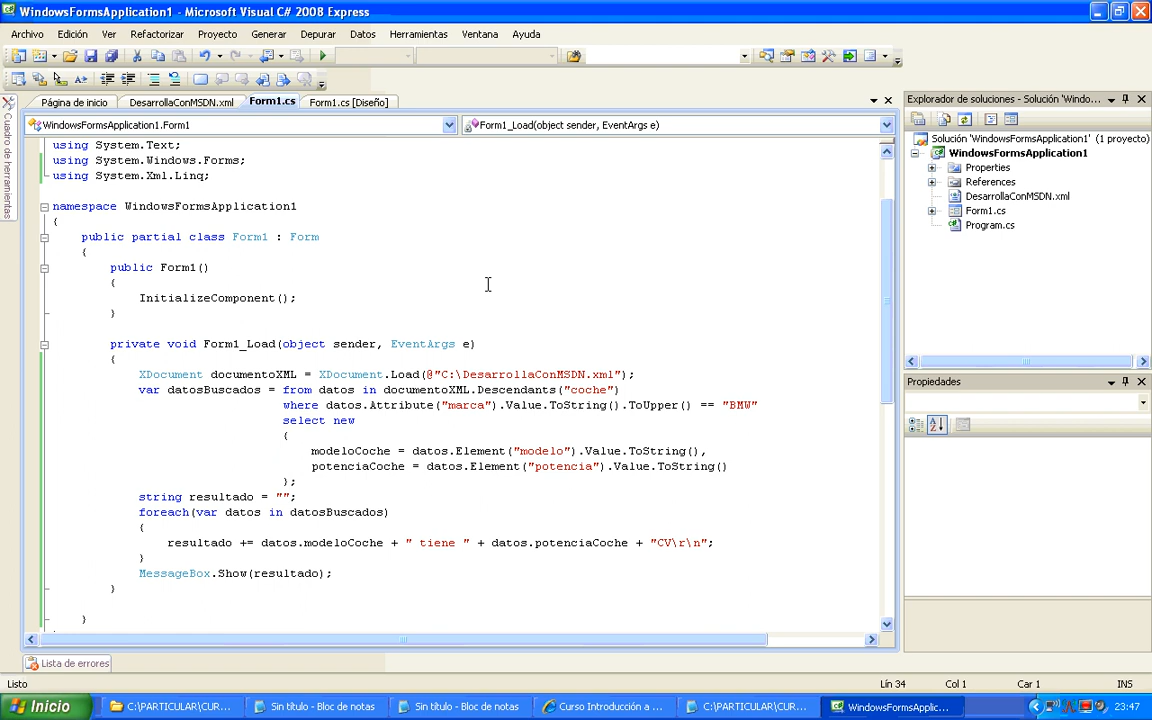 WindowsFormsApplication1 - Microsoft Visual C# 2008 Express
Archivo Edición Ver Refactorizar Proyecto Generar Depurar Datos Herramientas Ventana Ayuda
Página de inicio DesarrollaConMSDN.xml Form1.cs Form1.cs [Diseño]
WindowsFormsApplication1.Form1 Form1_Load(object sender, EventArgs e)
Cuadro de herramientas
using System.Text;
using System.Windows.Forms;
using System.Xml.Linq;
namespace WindowsFormsApplication1
{
public partial class Form1 : Form
{
public Form1()
{
InitializeComponent();
}
private void Form1_Load(object sender, EventArgs e)
{
XDocument documentoXML = XDocument.Load(@"C:\DesarrollaConMSDN.xml");
var datosBuscados = from datos in documentoXML.Descendants("coche")
where datos.Attribute("marca").Value.ToString().ToUpper() == "BMW"
select new
{
modeloCoche = datos.Element("modelo").Value.ToString(),
potenciaCoche = datos.Element("potencia").Value.ToString()
};
string resultado = "";
foreach(var datos in datosBuscados)
{
resultado += datos.modeloCoche + " tiene " + datos.potenciaCoche + "CV\r\n";
}
MessageBox.Show(resultado);
}
}
Explorador de soluciones - Solución 'Windo...
Solución 'WindowsFormsApplication1' (1 proyecto)
WindowsFormsApplication1
Properties
References
DesarrollaConMSDN.xml
Form1.cs
Program.cs
Propiedades
Lista de errores
Listo Lín 34 Col 1 Car 1 INS
Inicio C:\PARTICULAR\CUR... Sin título - Bloc de notas Sin título - Bloc de notas Curso Introducción a ... C:\PARTICULAR\CUR... WindowsFormsApplic... 23:47